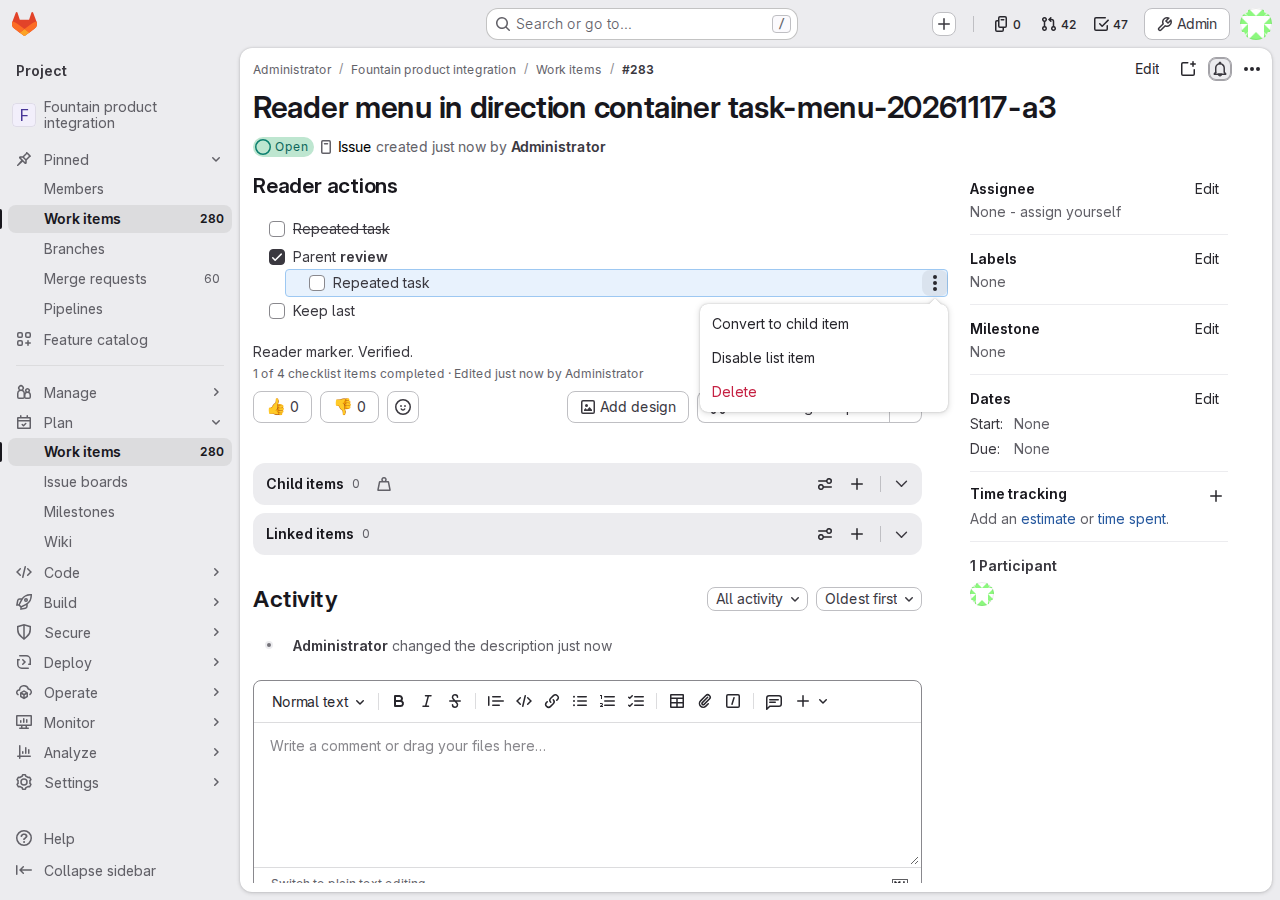 Search or go to...
/
0
42
47
Admin
Project
F
Fountain product integration
Pinned
Members
Work items
280
Branches
Merge requests
60
Pipelines
Feature catalog
Manage
Plan
Work items
280
Issue boards
Milestones
Wiki
Code
Build
Secure
Deploy
Operate
Monitor
Analyze
Settings
Help
Collapse sidebar
Administrator / Fountain product integration / Work items / #283
Edit
Reader menu in direction container task-menu-20261117-a3
Open
Issue created just now by Administrator
Reader actions
Repeated task
Parent review
Repeated task
Keep last
Convert to child item
Disable list item
Delete
Reader marker. Verified.
1 of 4 checklist items completed · Edited just now by Administrator
👍 0
👎 0
Add design
Child items 0
Linked items 0
Activity
All activity
Oldest first
Administrator changed the description just now
Normal text
Write a comment or drag your files here…
Assignee
Edit
None - assign yourself
Labels
Edit
None
Milestone
Edit
None
Dates
Edit
Start: None
Due: None
Time tracking
Add an estimate or time spent.
1 Participant